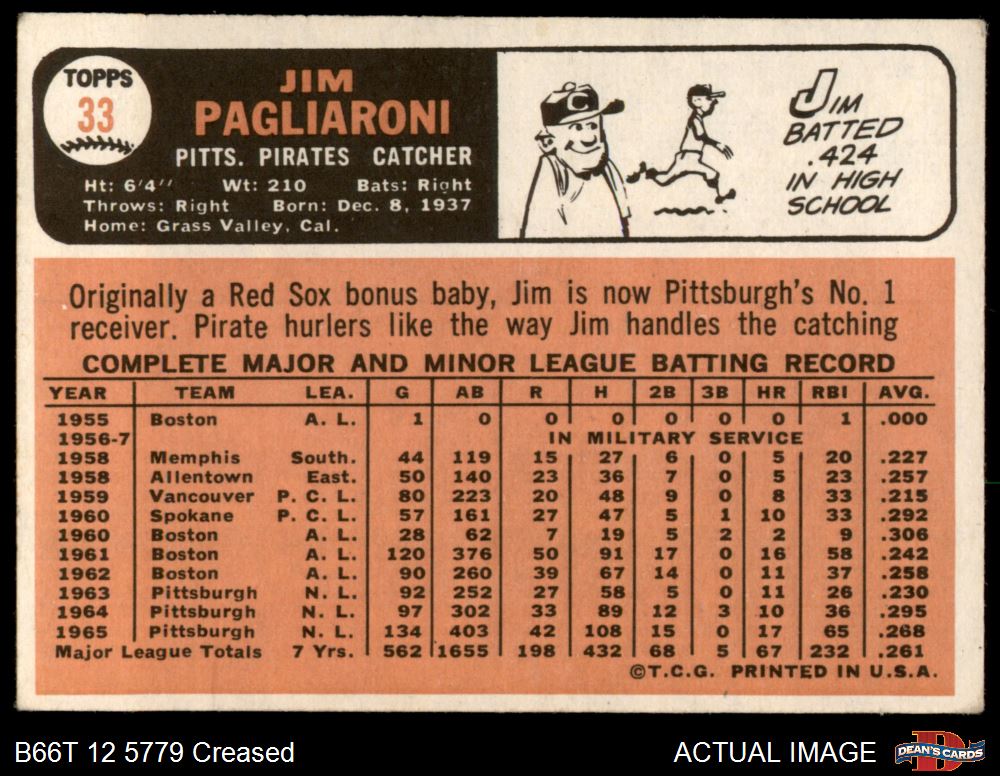 TOPPS
33
JIM
PAGLIARONI
PITTS. PIRATES CATCHER
Ht: 6'4" Wt: 210 Bats: Right
Throws: Right Born: Dec. 8, 1937
Home: Grass Valley, Cal.
C
JIM
BATTED
.424
IN HIGH
SCHOOL
Originally a Red Sox bonus baby, Jim is now Pittsburgh's No. 1
receiver. Pirate hurlers like the way Jim handles the catching
COMPLETE MAJOR AND MINOR LEAGUE BATTING RECORD
YEAR TEAM LEA. G AB R H 2B 3B HR RBI AVG.
1955 Boston A. L. 1 0 0 0 0 0 0 1 .000
1956-7 IN MILITARY SERVICE
1958 Memphis South. 44 119 15 27 6 0 5 20 .227
1958 Allentown East. 50 140 23 36 7 0 5 23 .257
1959 Vancouver P. C. L. 80 223 20 48 9 0 8 33 .215
1960 Spokane P. C. L. 57 161 27 47 5 1 10 33 .292
1960 Boston A. L. 28 62 7 19 5 2 2 9 .306
1961 Boston A. L. 120 376 50 91 17 0 16 58 .242
1962 Boston A. L. 90 260 39 67 14 0 11 37 .258
1963 Pittsburgh N. L. 92 252 27 58 5 0 11 26 .230
1964 Pittsburgh N. L. 97 302 33 89 12 3 10 36 .295
1965 Pittsburgh N. L. 134 403 42 108 15 0 17 65 .268
Major League Totals 7 Yrs. 562 1655 198 432 68 5 67 232 .261
©T.C.G. PRINTED IN U.S.A.
B66T 12 5779 Creased
ACTUAL IMAGE
D
DEAN'S CARDS